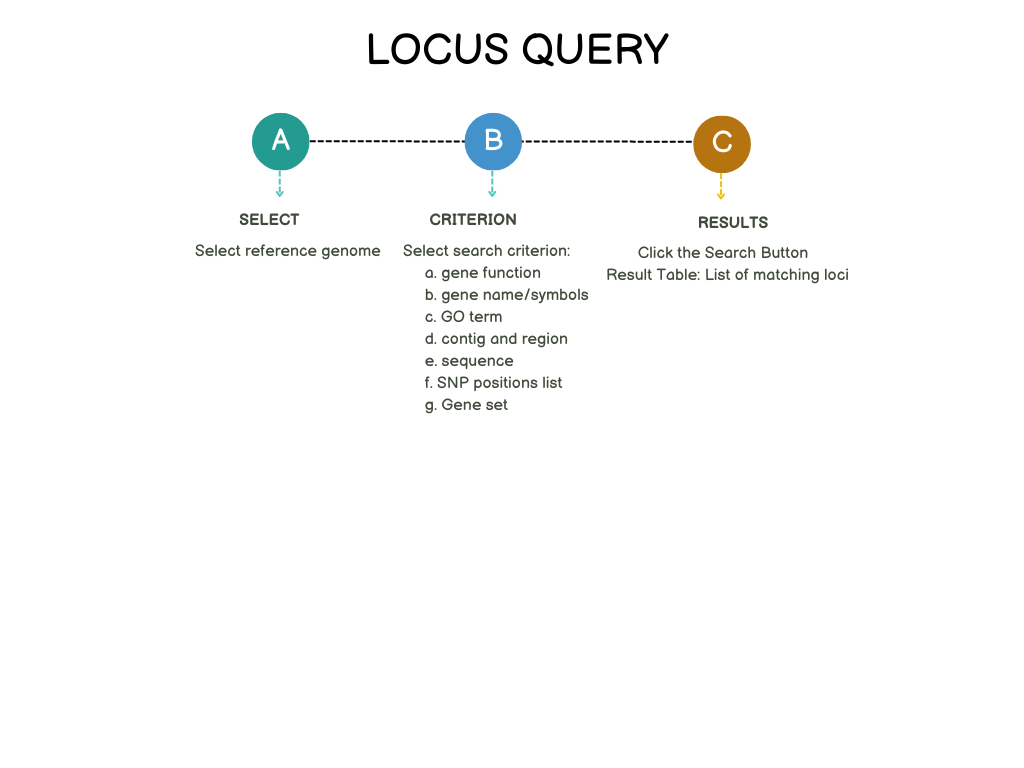 LOCUS QUERY
A
B
C
SELECT
Select reference genome
CRITERION
Select search criterion:
a. gene function
b. gene name/symbols
c. GO term
d. contig and region
e. sequence
f. SNP positions list
g. Gene set
RESULTS
Click the Search Button
Result Table: List of matching loci